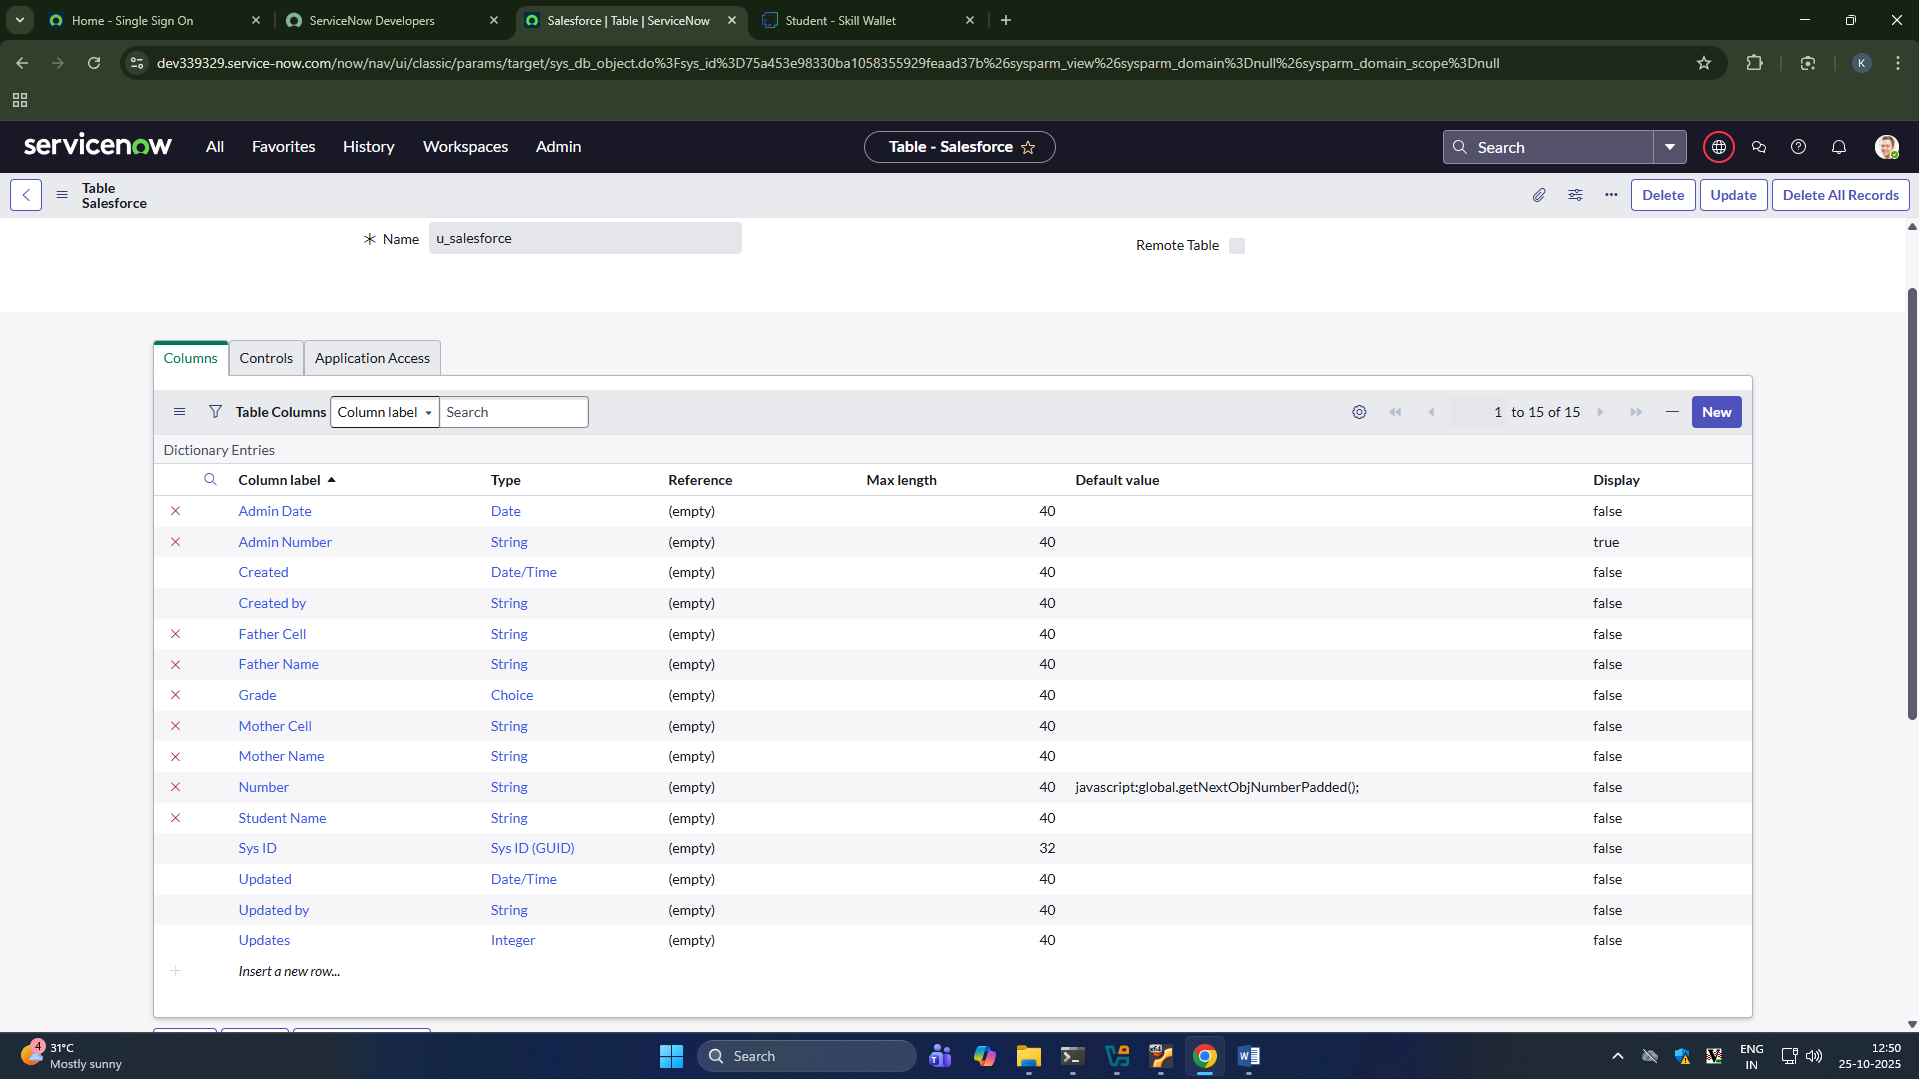 Home - Single Sign On
ServiceNow Developers
Salesforce | Table | ServiceNow
Student - Skill Wallet
dev339329.service-now.com/now/nav/ui/classic/params/target/sys_db_object.do%3Fsys_id%3D75a453e98330ba1058355929feaad37b%26sysparm_view%26sysparm_domain%3Dnull%26sysparm_domain_scope%3Dnull
K
servicenow All Favorites History Workspaces Admin Table - Salesforce Search
Table
Salesforce
Delete Update Delete All Records
Name u_salesforce Remote Table
Columns Controls Application Access
Table Columns Column label Search 1 to 15 of 15 New
Dictionary Entries
Column label Type Reference Max length Default value Display
Admin Date Date (empty) 40 false
Admin Number String (empty) 40 true
Created Date/Time (empty) 40 false
Created by String (empty) 40 false
Father Cell String (empty) 40 false
Father Name String (empty) 40 false
Grade Choice (empty) 40 false
Mother Cell String (empty) 40 false
Mother Name String (empty) 40 false
Number String (empty) 40 javascript:global.getNextObjNumberPadded(); false
Student Name String (empty) 40 false
Sys ID Sys ID (GUID) (empty) 32 false
Updated Date/Time (empty) 40 false
Updated by String (empty) 40 false
Updates Integer (empty) 40 false
Insert a new row...
4
31°C
Mostly sunny
Search
ENG
IN
12:50
25-10-2025